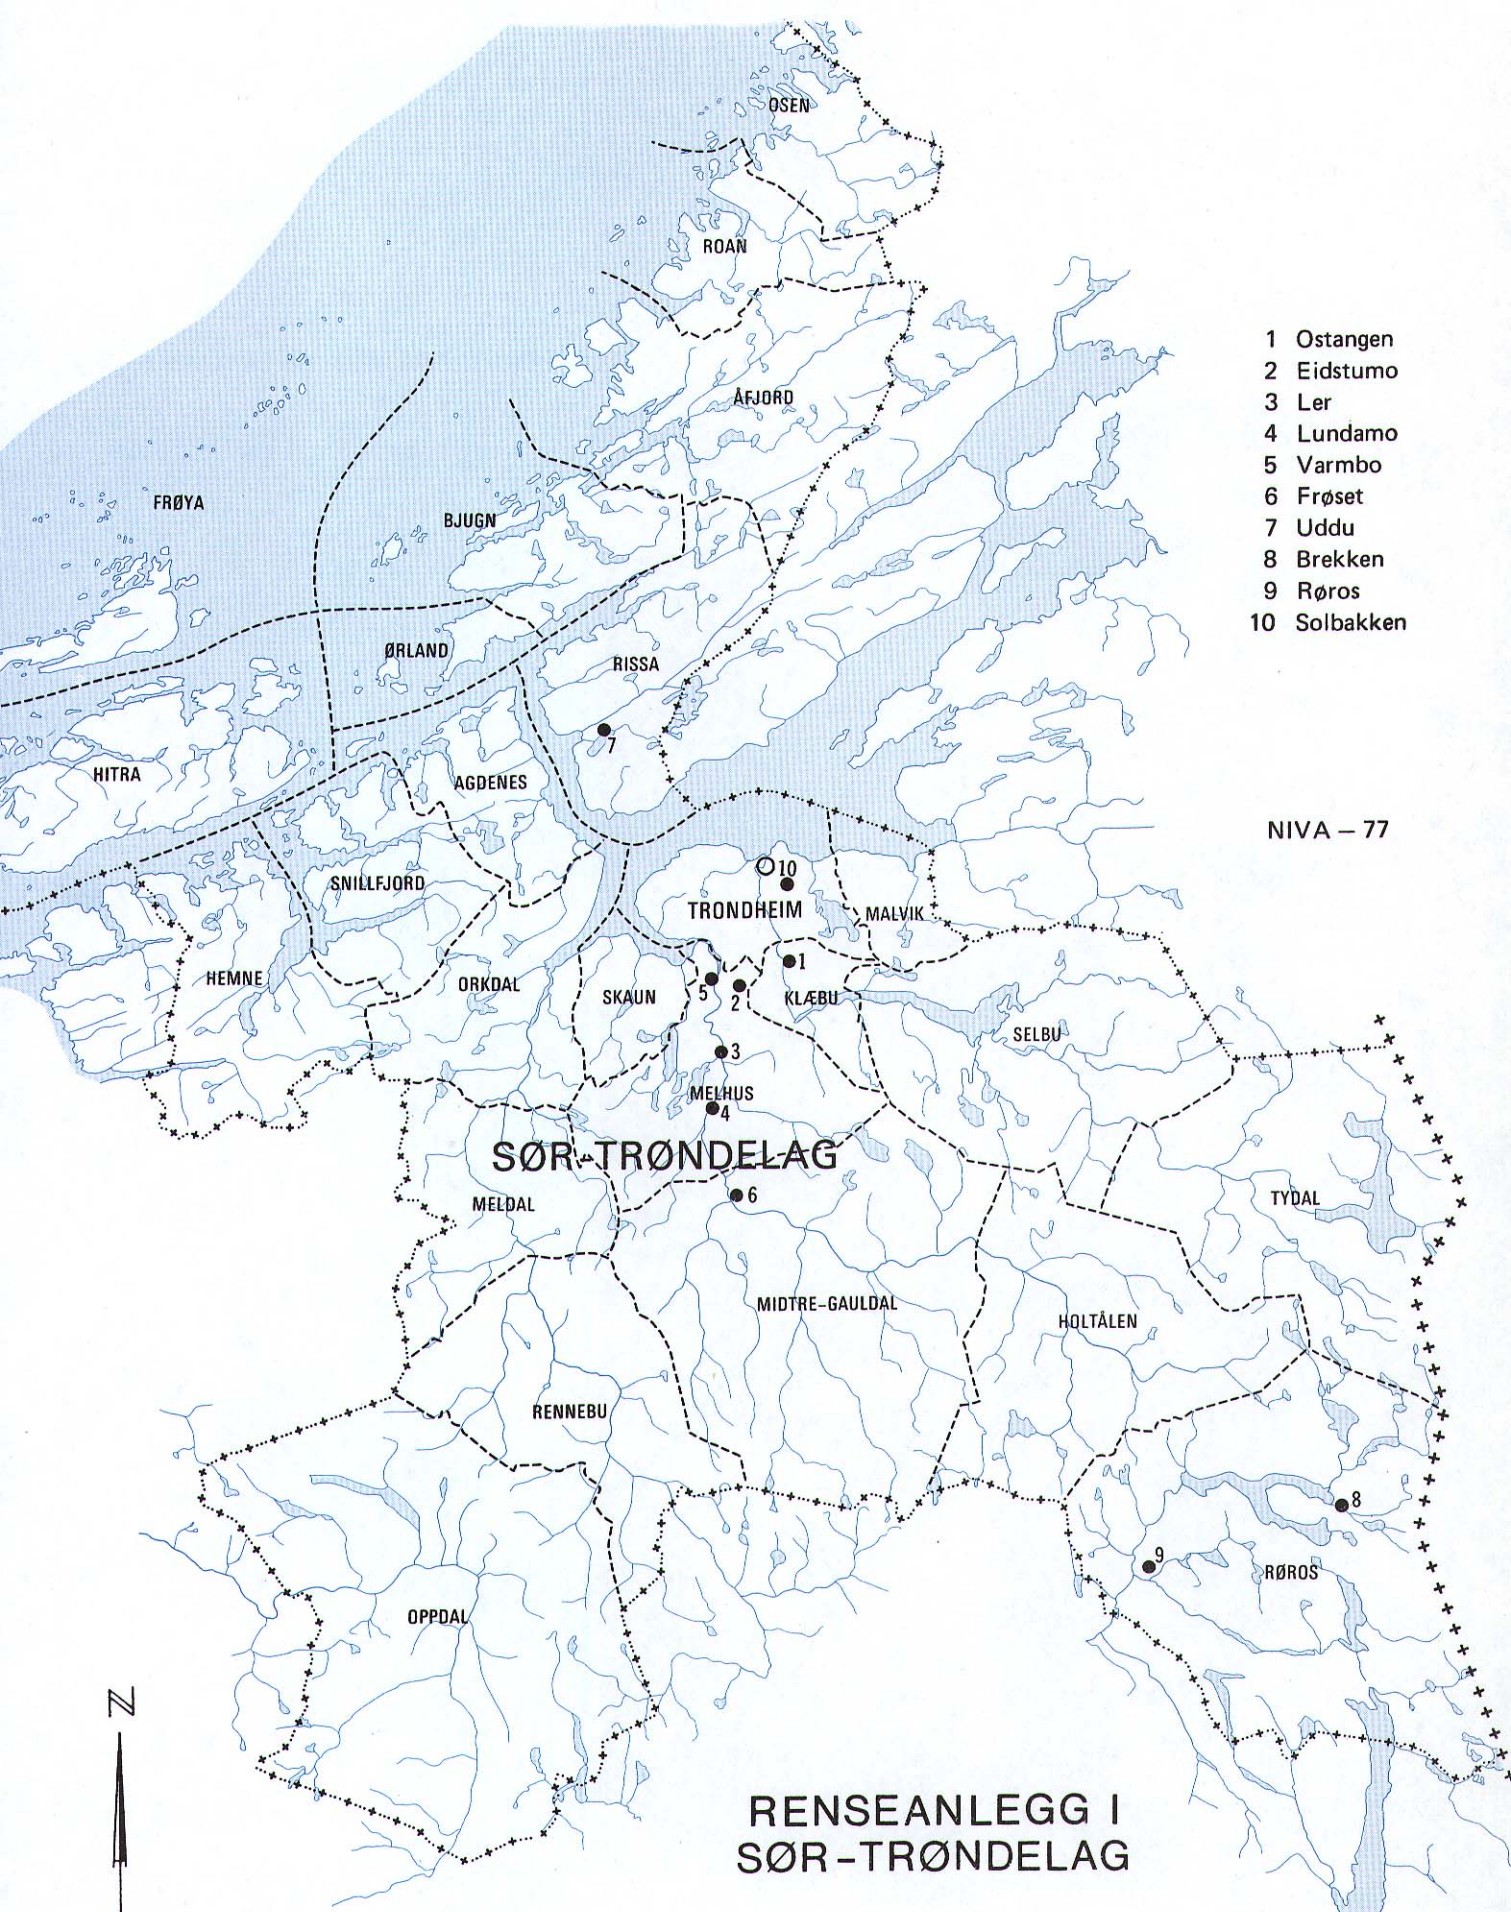 OSEN
ROAN
ÅFJORD
FRØYA
BJUGN
ØRLAND
RISSA
7
HITRA
AGDENES
SNILLFJORD
10
TRONDHEIM
MALVIK
HEMNE
ORKDAL
SKAUN
5
2
1
KLÆBU
SELBU
3
MELHUS
4
SØR-TRØNDELAG
MELDAL
6
TYDAL
MIDTRE-GAULDAL
HOLTÅLEN
RENNEBU
8
9
RØROS
OPPDAL
N
1 Ostangen
2 Eidstumo
3 Ler
4 Lundamo
5 Varmbo
6 Frøset
7 Uddu
8 Brekken
9 Røros
10 Solbakken
NIVA – 77
RENSEANLEGG I
SØR-TRØNDELAG